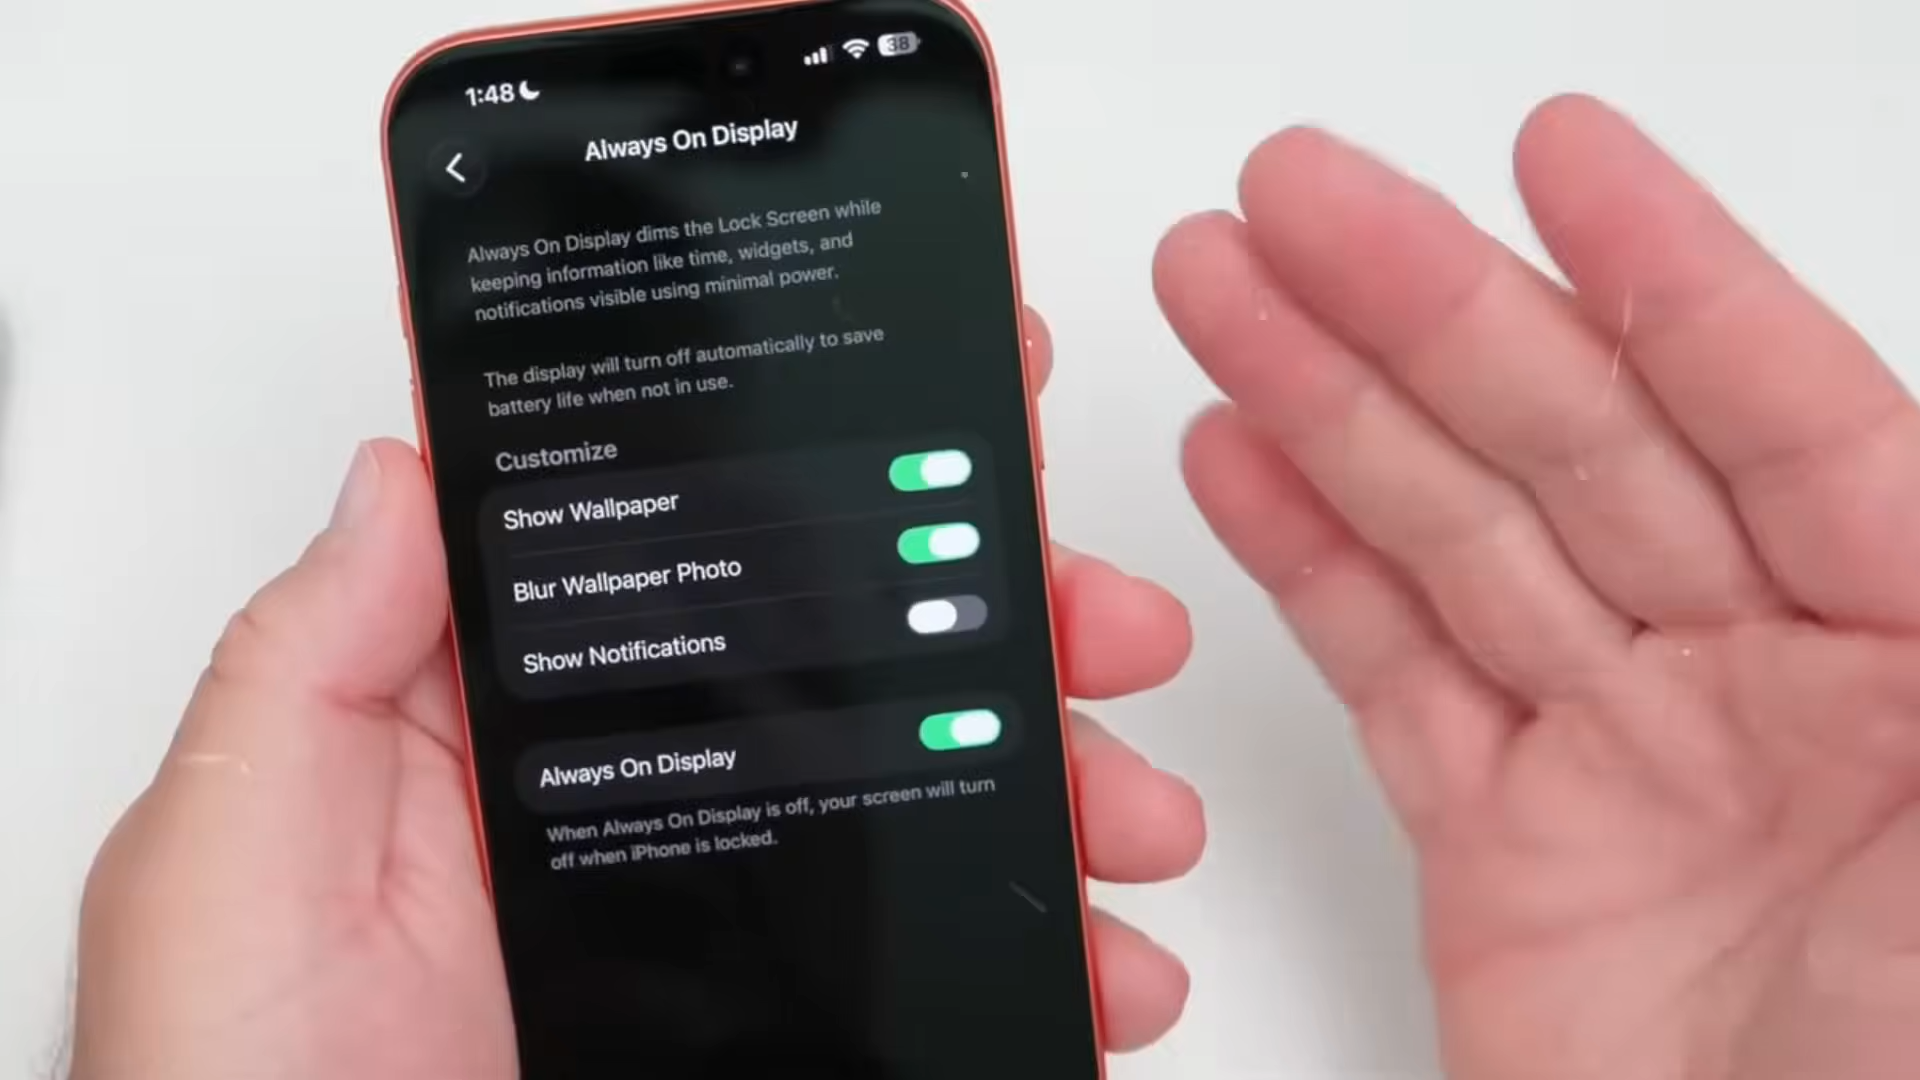 1:48
38
Always On Display
Always On Display dims the Lock Screen while
keeping information like time, widgets, and
notifications visible using minimal power.
The display will turn off automatically to save
battery life when not in use.
Customize
Show Wallpaper
Blur Wallpaper Photo
Show Notifications
Always On Display
When Always On Display is off, your screen will turn
off when iPhone is locked.